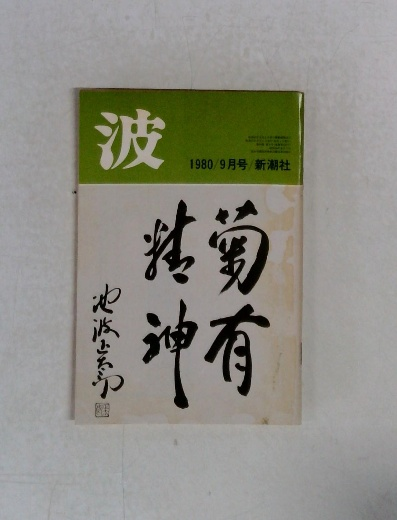 波
1980/9月号/新潮社
菊有
精神
池波正太郎